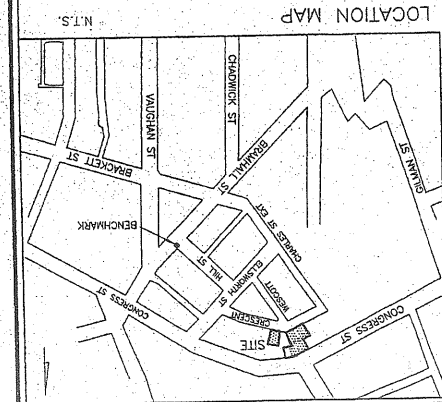 LOCATION MAP
N.T.S.
CHADWICK ST
VAUGHAN ST
BRACKETT ST
BRAMHALL ST
GILMAN ST
BENCHMARK
HILL ST
CHARLES ST EXT
ELLSWORTH ST
WESCOTT
CRESCENT
CONGRESS ST
SITE
CONGRESS ST